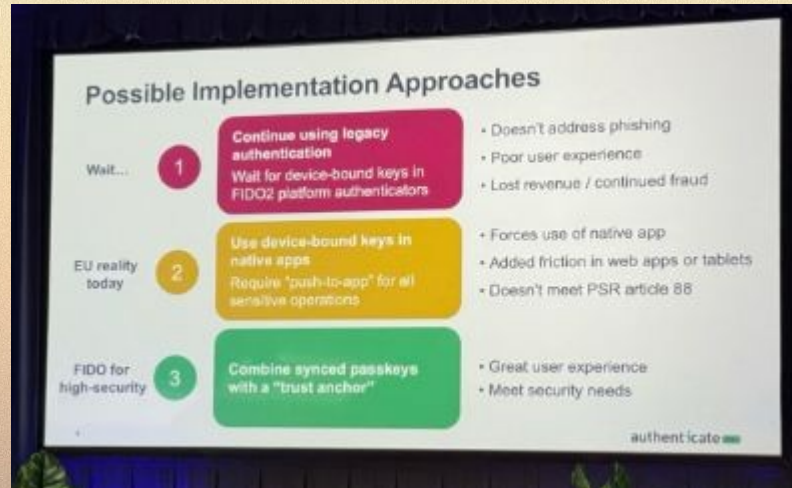 Possible Implementation Approaches
Wait...
1
Continue using legacy
authentication
Wait for device-bound keys in
FIDO2 platform authenticators
• Doesn't address phishing
• Poor user experience
• Lost revenue / continued fraud
EU reality
today
2
Use device-bound keys in
native apps
Require "push-to-app" for all
sensitive operations
• Forces use of native app
• Added friction in web apps or tablets
• Doesn't meet PSR article 88
FIDO for
high-security
3
Combine synced passkeys
with a "trust anchor"
• Great user experience
• Meet security needs
authenticate